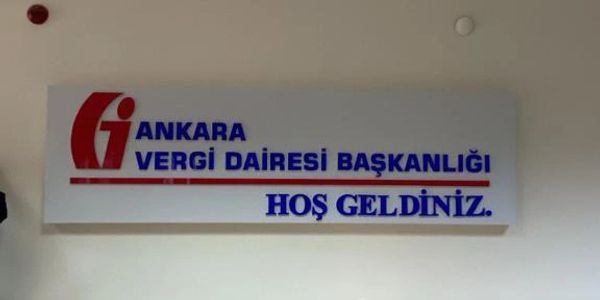 ANKARA
VERGİ DAİRESİ BAŞKANLIĞI
HOŞ GELDİNİZ.